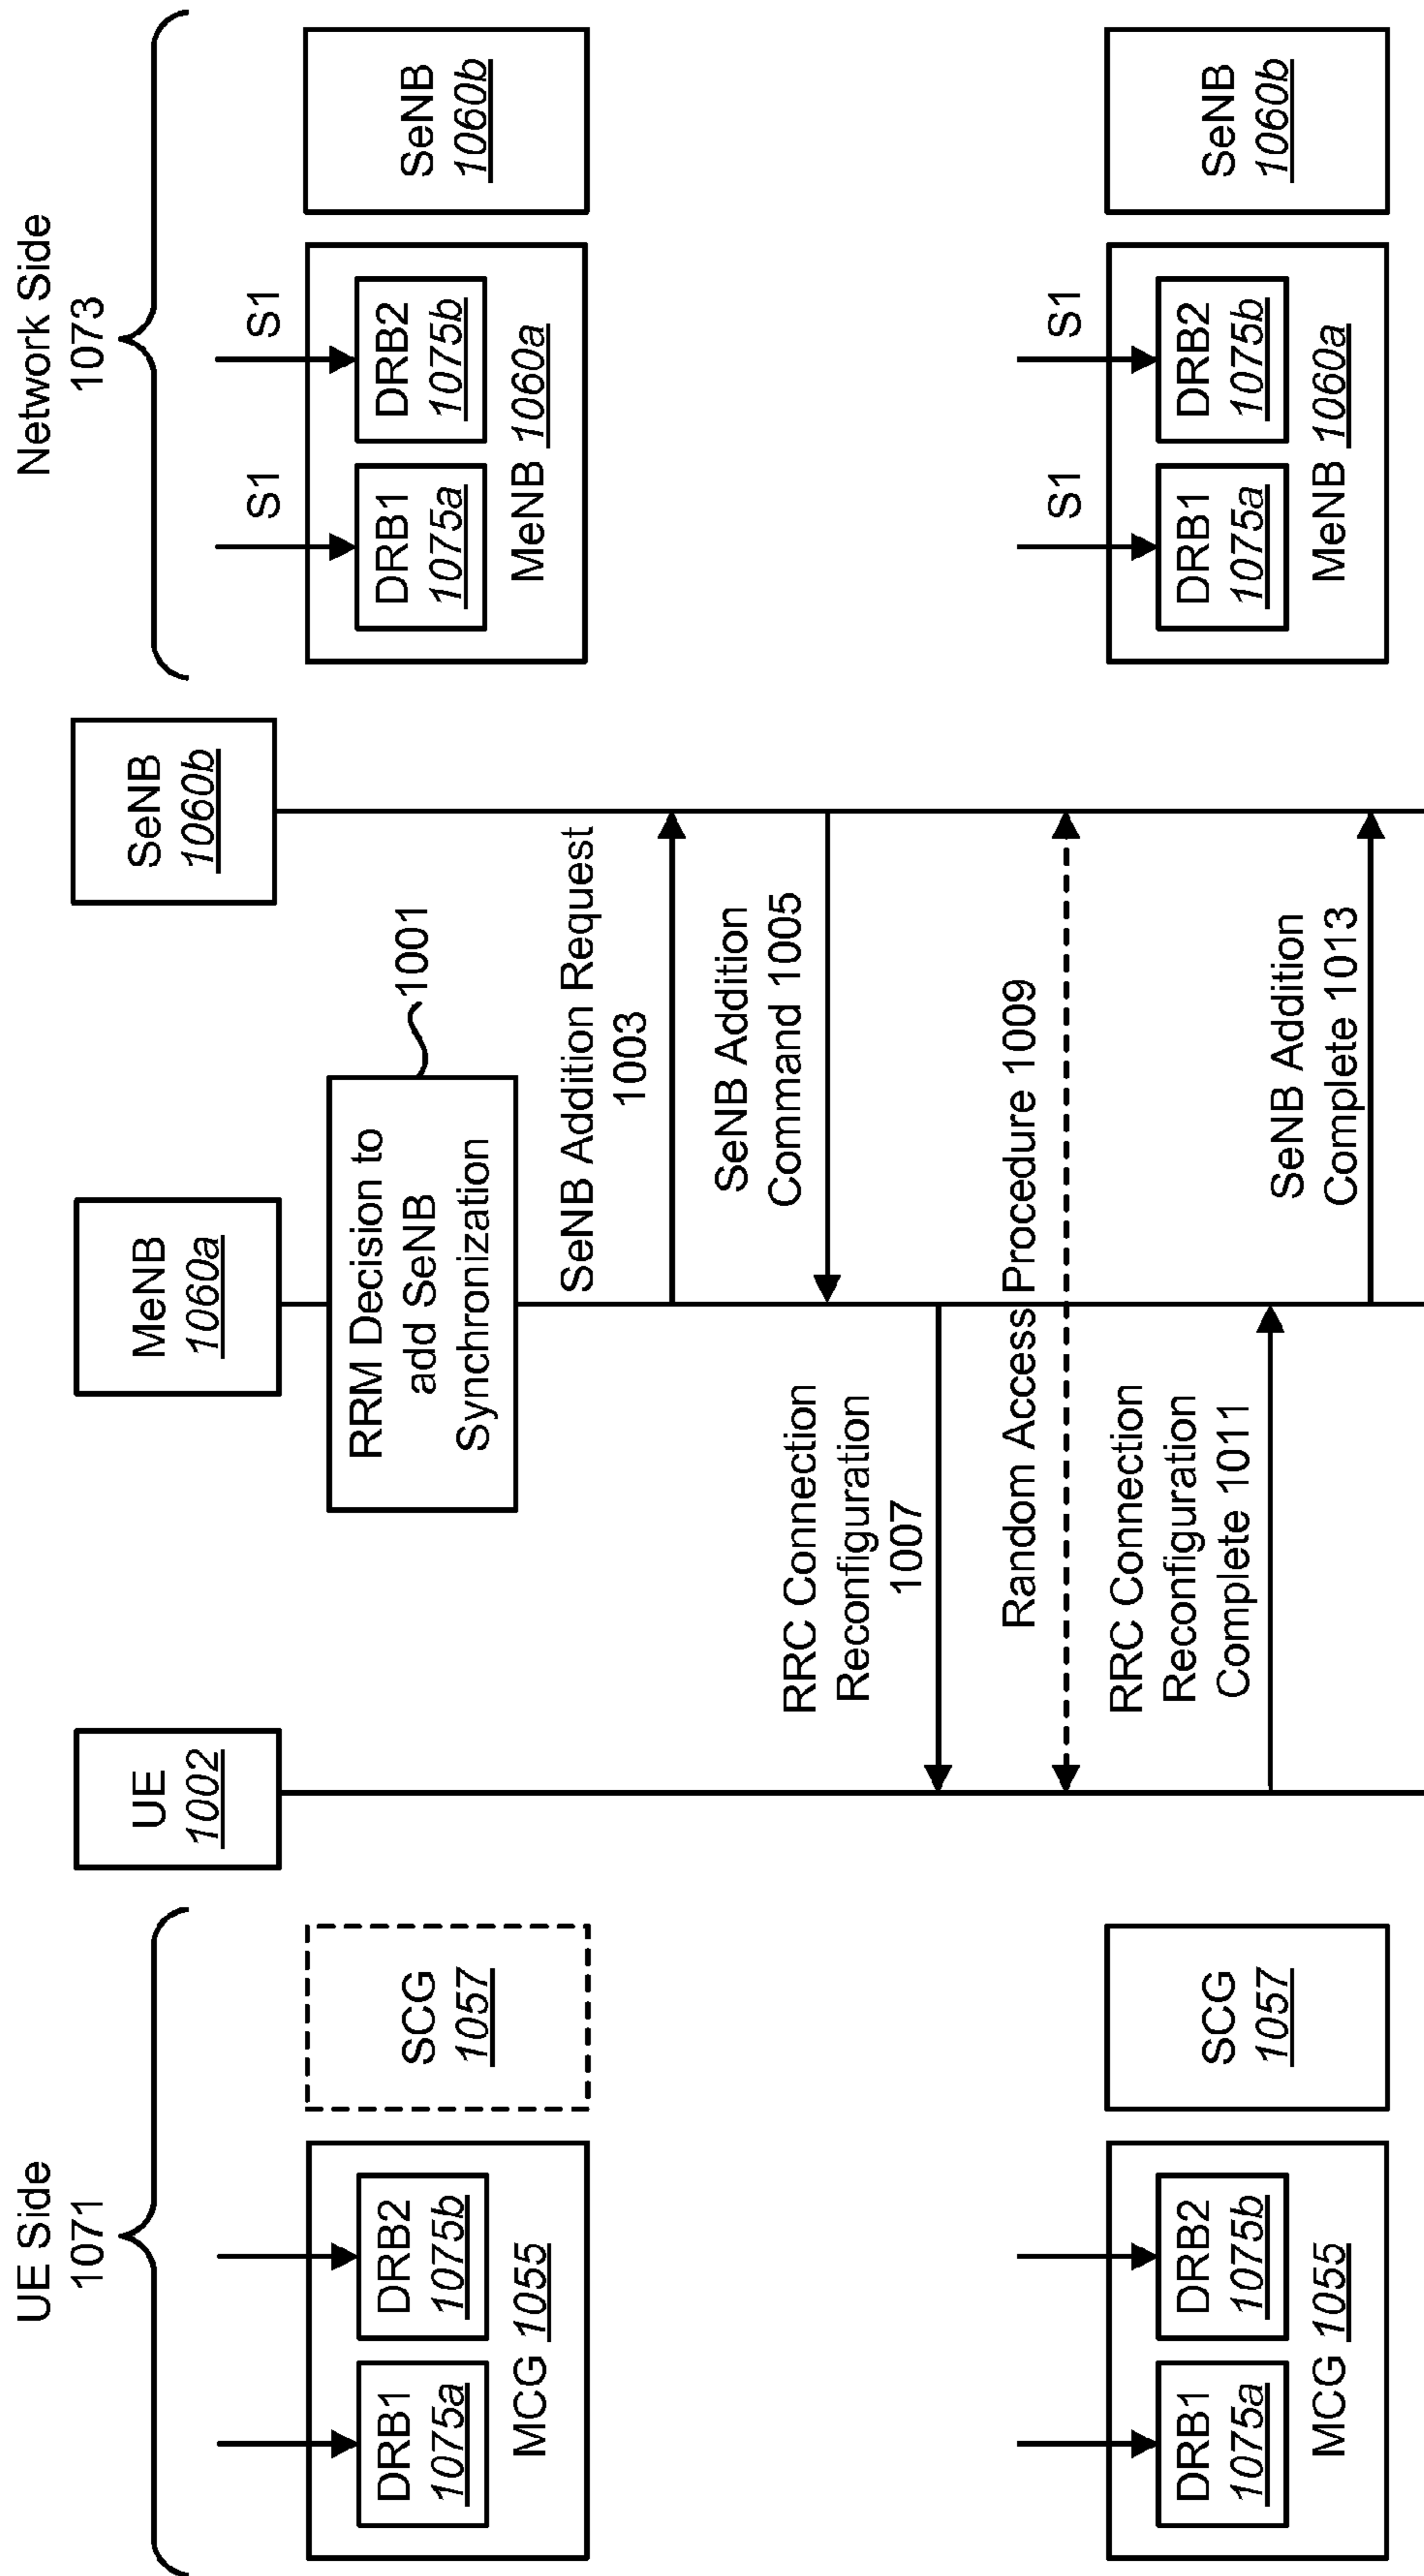 UE Side
1071
Network Side
1073
UE
1002
MeNB
1060a
SeNB
1060b
DRB1
1075a
DRB2
1075b
MCG 1055
SCG
1057
RRM Decision to
add SeNB
Synchronization
1001
S1
S1
DRB1
1075a
DRB2
1075b
MeNB 1060a
SeNB
1060b
SeNB Addition Request
1003
SeNB Addition
Command 1005
RRC Connection
Reconfiguration
1007
Random Access Procedure 1009
RRC Connection
Reconfiguration
Complete 1011
SeNB Addition
Complete 1013
DRB1
1075a
DRB2
1075b
MCG 1055
SCG
1057
S1
S1
DRB1
1075a
DRB2
1075b
MeNB 1060a
SeNB
1060b